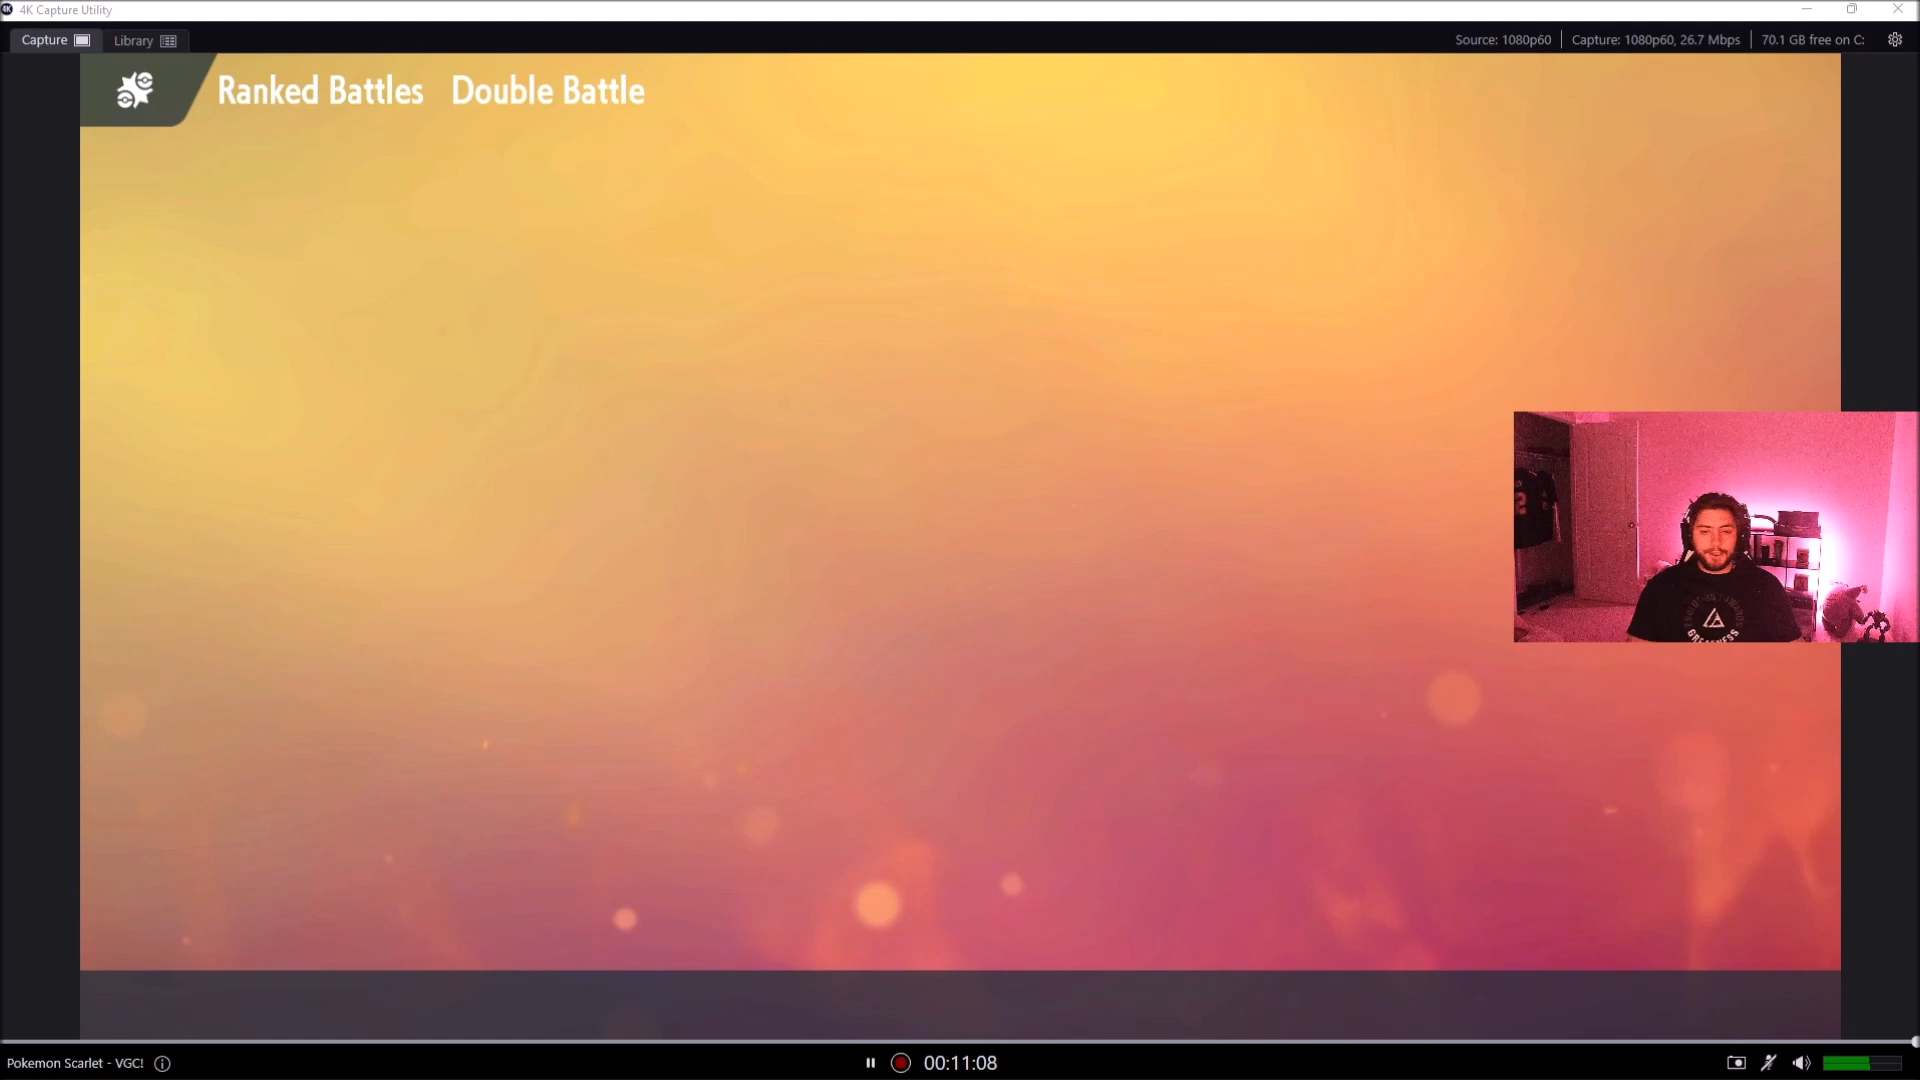 4K Capture Utility
Capture
Library
Source: 1080p60
Capture: 1080p60, 26.7 Mbps
70.1 GB free on C:
Ranked Battles Double Battle
GREATNESS
Pokemon Scarlet - VGC!
00:11:08